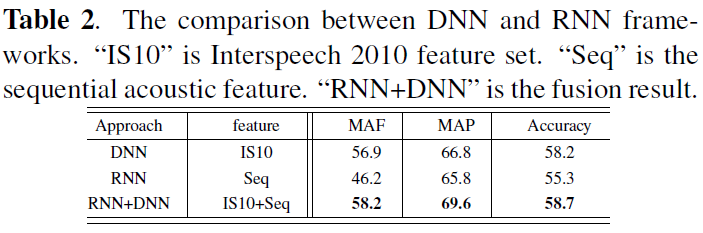 Table 2. The comparison between DNN and RNN frame-
works. “IS10” is Interspeech 2010 feature set. “Seq” is the
sequential acoustic feature. “RNN+DNN” is the fusion result.
Approach feature MAF MAP Accuracy
DNN IS10 56.9 66.8 58.2
RNN Seq 46.2 65.8 55.3
RNN+DNN IS10+Seq 58.2 69.6 58.7